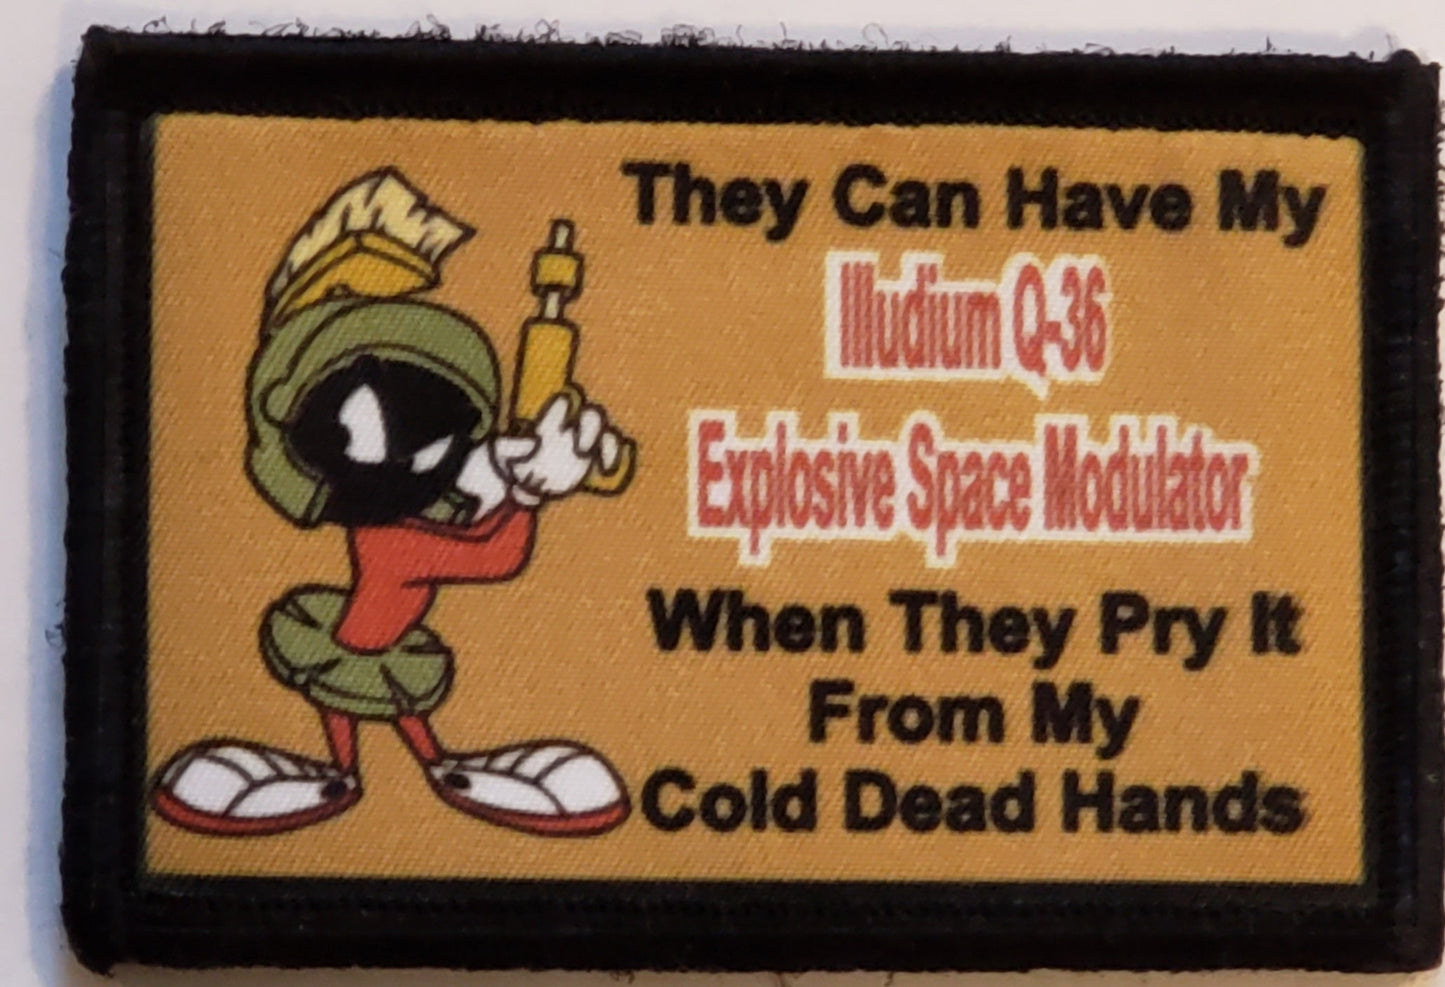 They Can Have My
Illudium Q-36
Explosive Space Modulator
When They Pry It
From My
Cold Dead Hands